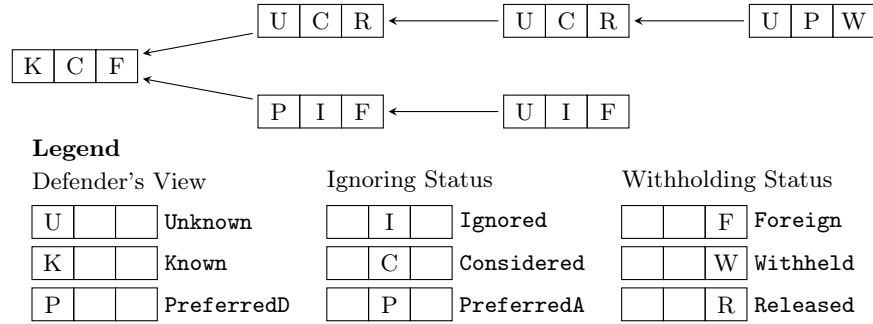 U C R U C R U P W
K C F
P I F U I F
Legend
Defender's View Ignoring Status Withholding Status
U Unknown I Ignored F Foreign
K Known C Considered W Withheld
P PreferredD P PreferredA R Released